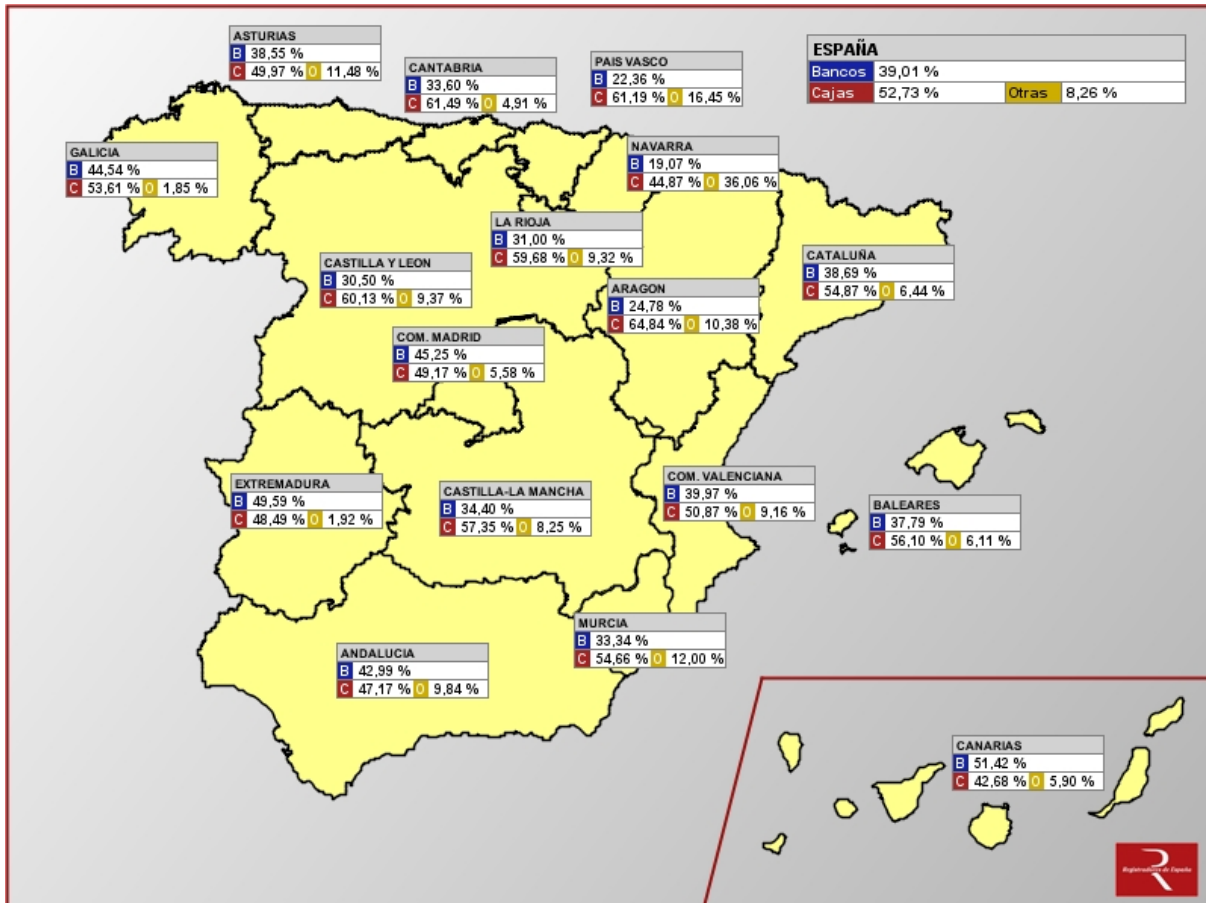 ASTURIAS
B 38,55 %
C 49,97 % O 11,48 %
CANTABRIA
B 33,60 %
C 61,49 % O 4,91 %
PAIS VASCO
B 22,36 %
C 61,19 % O 16,45 %
ESPAÑA
Bancos 39,01 %
Cajas 52,73 % Otras 8,26 %
GALICIA
B 44,54 %
C 53,61 % O 1,85 %
NAVARRA
B 19,07 %
C 44,87 % O 36,06 %
LA RIOJA
B 31,00 %
C 59,68 % O 9,32 %
CASTILLA Y LEON
B 30,50 %
C 60,13 % O 9,37 %
CATALUÑA
B 38,69 %
C 54,87 % O 6,44 %
ARAGON
B 24,78 %
C 64,84 % O 10,38 %
COM. MADRID
B 45,25 %
C 49,17 % O 5,58 %
EXTREMADURA
B 49,59 %
C 48,49 % O 1,92 %
CASTILLA-LA MANCHA
B 34,40 %
C 57,35 % O 8,25 %
COM. VALENCIANA
B 39,97 %
C 50,87 % O 9,16 %
BALEARES
B 37,79 %
C 56,10 % O 6,11 %
MURCIA
B 33,34 %
C 54,66 % O 12,00 %
ANDALUCIA
B 42,99 %
C 47,17 % O 9,84 %
CANARIAS
B 51,42 %
C 42,68 % O 5,90 %
R
Registradores de España